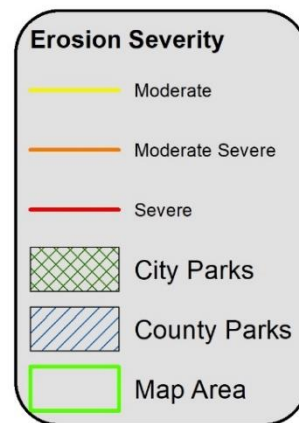 Erosion Severity
Moderate
Moderate Severe
Severe
City Parks
County Parks
Map Area